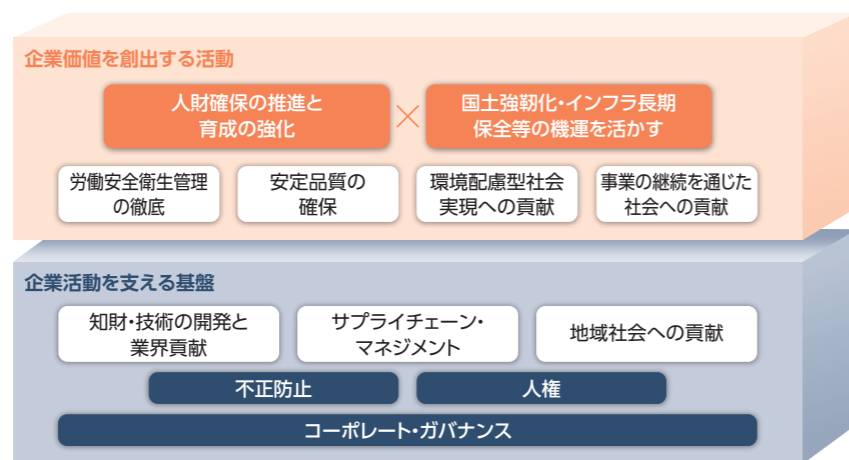 企業価値を創出する活動
人財確保の推進と
育成の強化
×
国土強靭化・インフラ長期
保全等の機運を活かす
労働安全衛生管理
の徹底
安定品質の
確保
環境配慮型社会
実現への貢献
事業の継続を通じた
社会への貢献
企業活動を支える基盤
知財・技術の開発と
業界貢献
サプライチェーン・
マネジメント
地域社会への貢献
不正防止
人権
コーポレート・ガバナンス